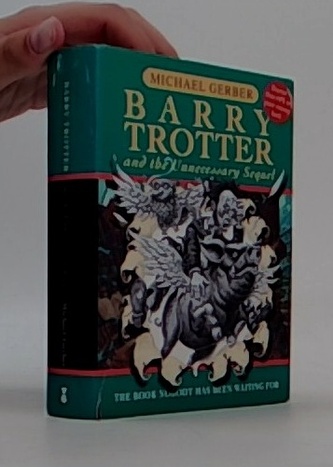 MICHAEL GERBER
BARRY
TROTTER
and the Unnecessary Sequel
THE BOOK NOBODY HAS BEEN WAITING FOR
BARRY TROTTER